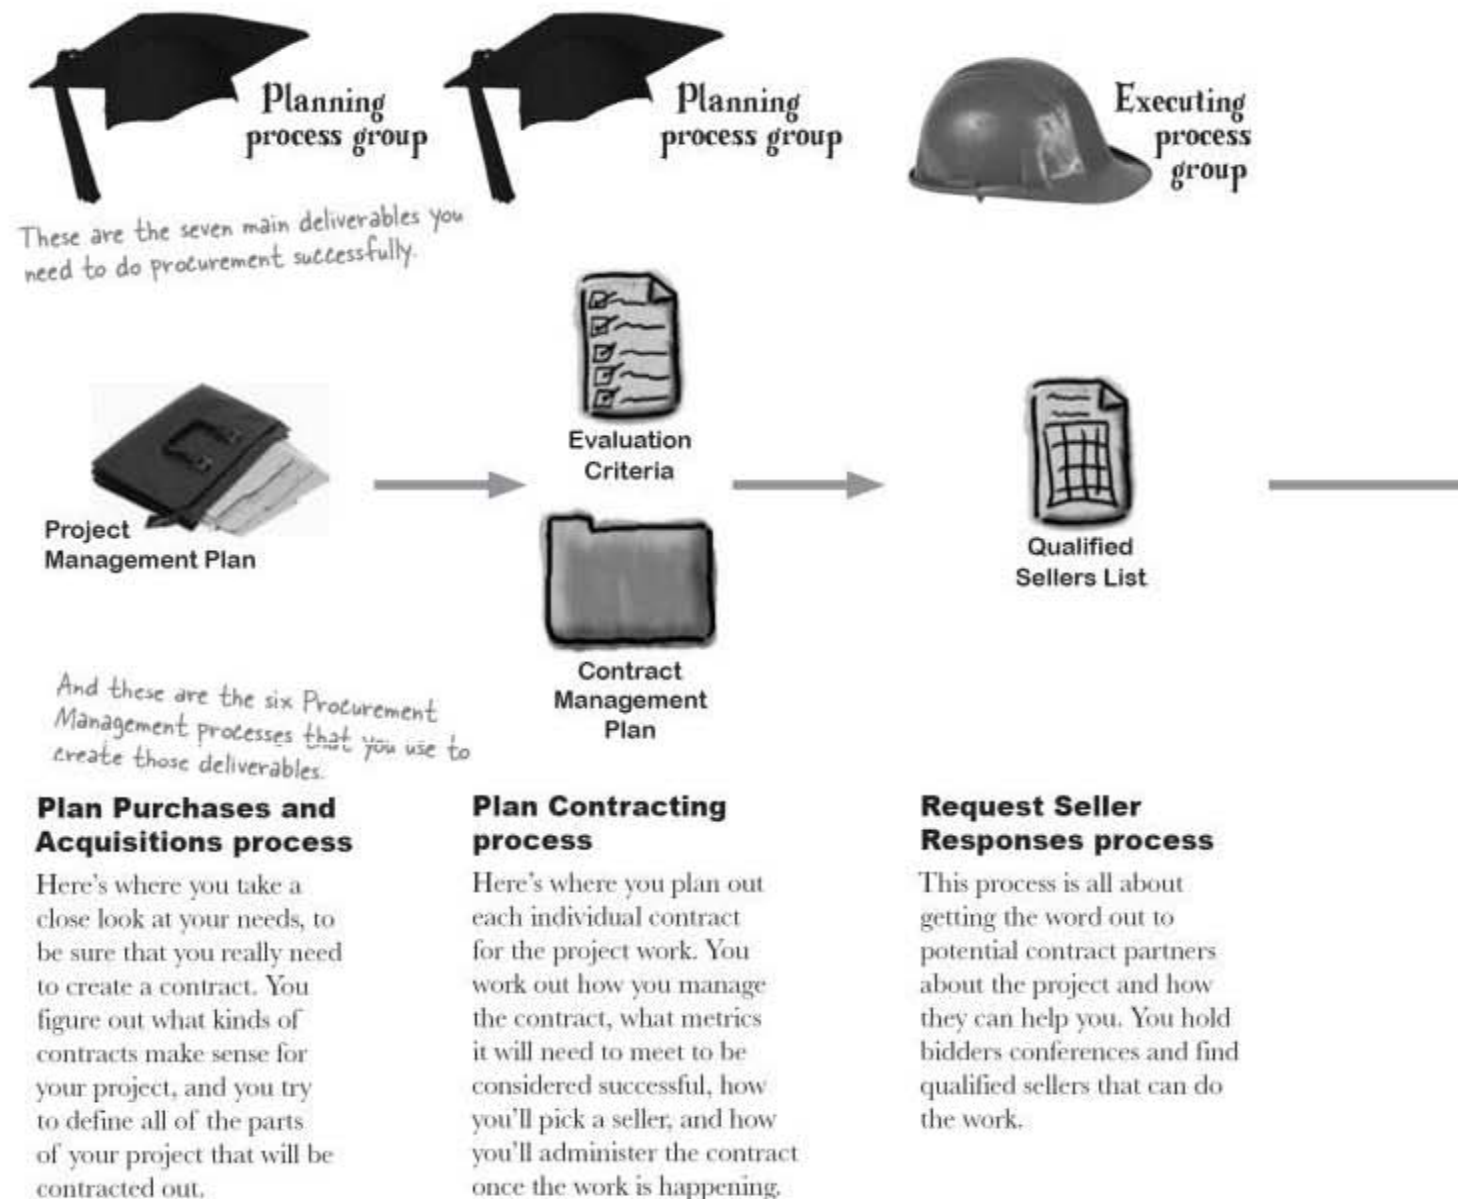 Planning
process group
Planning
process group
Executing
process
group
These are the seven main deliverables you
need to do procurement successfully.
Evaluation
Criteria
Project
Management Plan
Qualified
Sellers List
Contract
Management
Plan
And these are the six Procurement
Management processes that you use to
create those deliverables.
Plan Purchases and
Acquisitions process
Here's where you take a
close look at your needs, to
be sure that you really need
to create a contract. You
figure out what kinds of
contracts make sense for
your project, and you try
to define all of the parts
of your project that will be
contracted out.
Plan Contracting
process
Here's where you plan out
each individual contract
for the project work. You
work out how you manage
the contract, what metrics
it will need to meet to be
considered successful, how
you'll pick a seller, and how
you'll administer the contract
once the work is happening.
Request Seller
Responses process
This process is all about
getting the word out to
potential contract partners
about the project and how
they can help you. You hold
bidders conferences and find
qualified sellers that can do
the work.